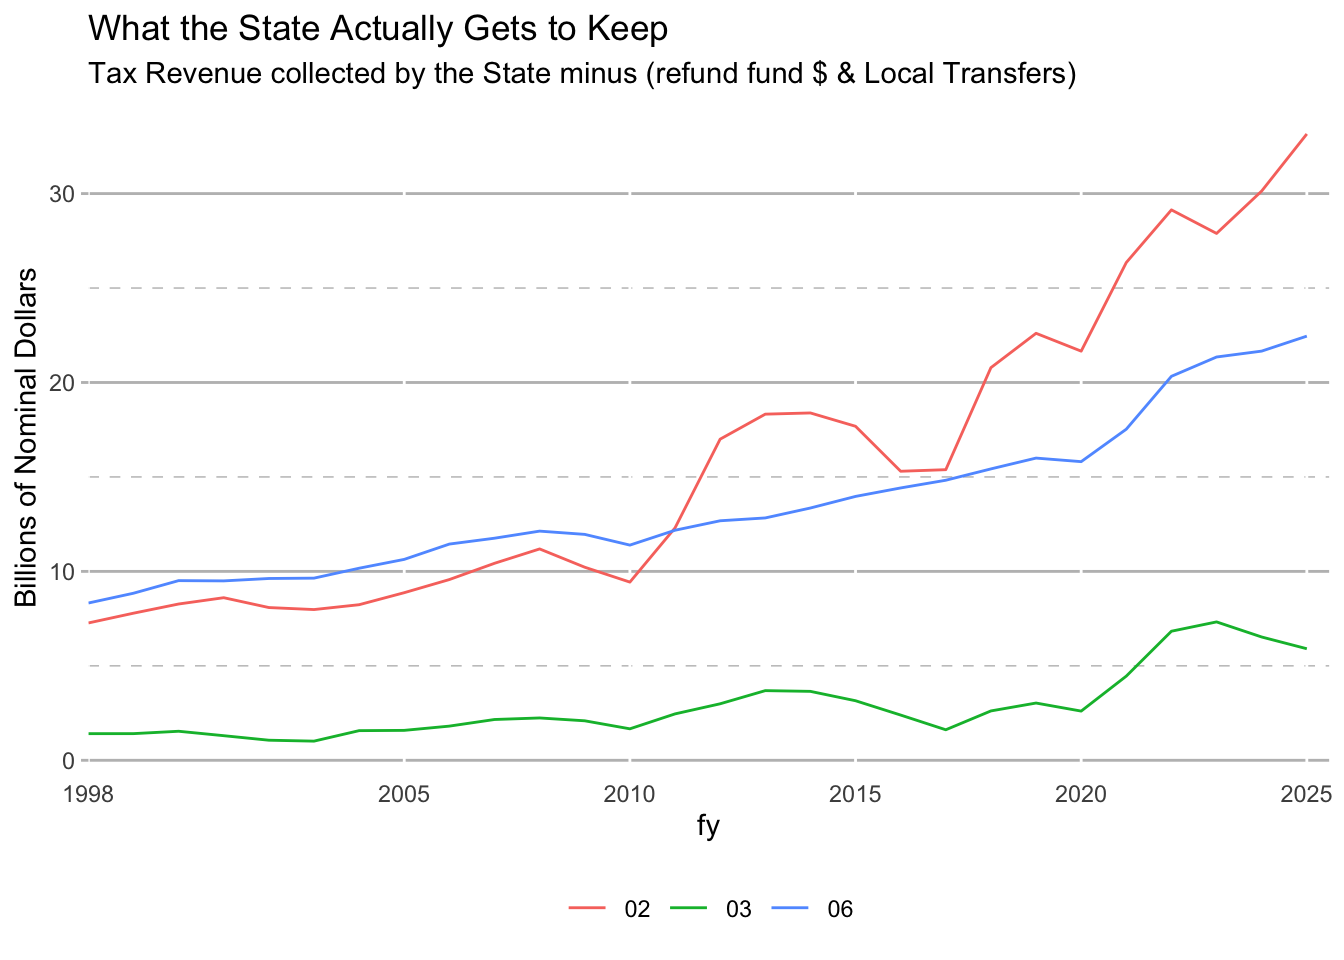 What the State Actually Gets to Keep
Tax Revenue collected by the State minus (refund fund $ & Local Transfers)
Billions of Nominal Dollars
30
20
10
0
1998 2005 2010 2015 2020 2025
fy
02 03 06